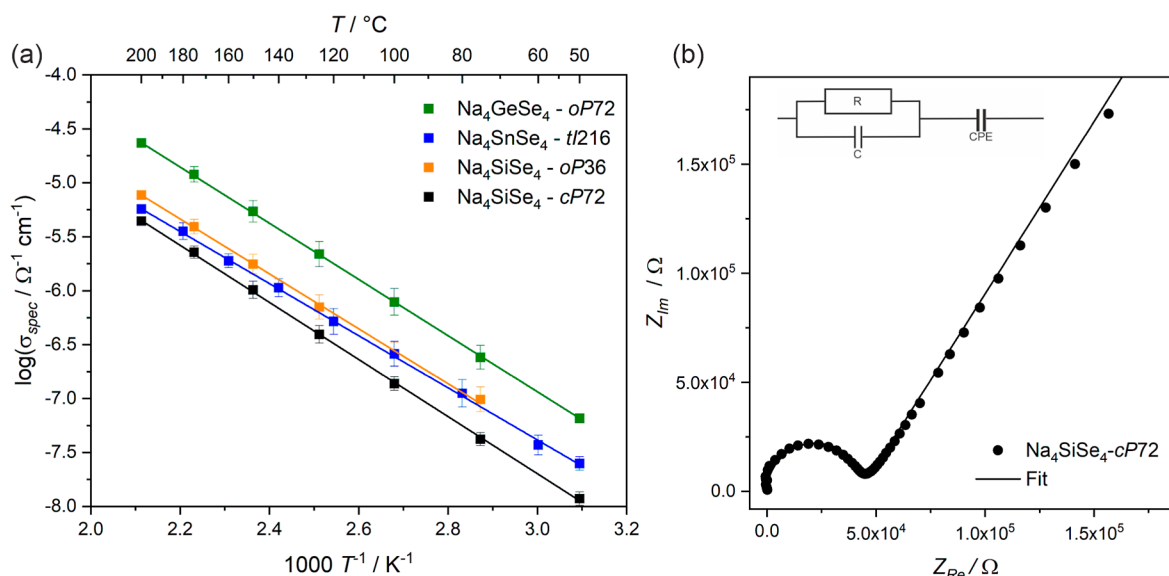 (a)
T / °C
200 180 160 140 120 100 80 60 50
-4.0
-4.5
-5.0
-5.5
-6.0
-6.5
-7.0
-7.5
-8.0
log(σspec / Ω-1 cm-1)
Na4GeSe4 - oP72
Na4SnSe4 - tI216
Na4SiSe4 - oP36
Na4SiSe4 - cP72
2.0 2.2 2.4 2.6 2.8 3.0 3.2
1000 T-1 / K-1
(b)
R
C
CPE
1.5x10⁵
1.0x10⁵
5.0x10⁴
0.0
ZIm / Ω
Na4SiSe4-cP72
Fit
0.0 5.0x10⁴ 1.0x10⁵ 1.5x10⁵
ZRe / Ω